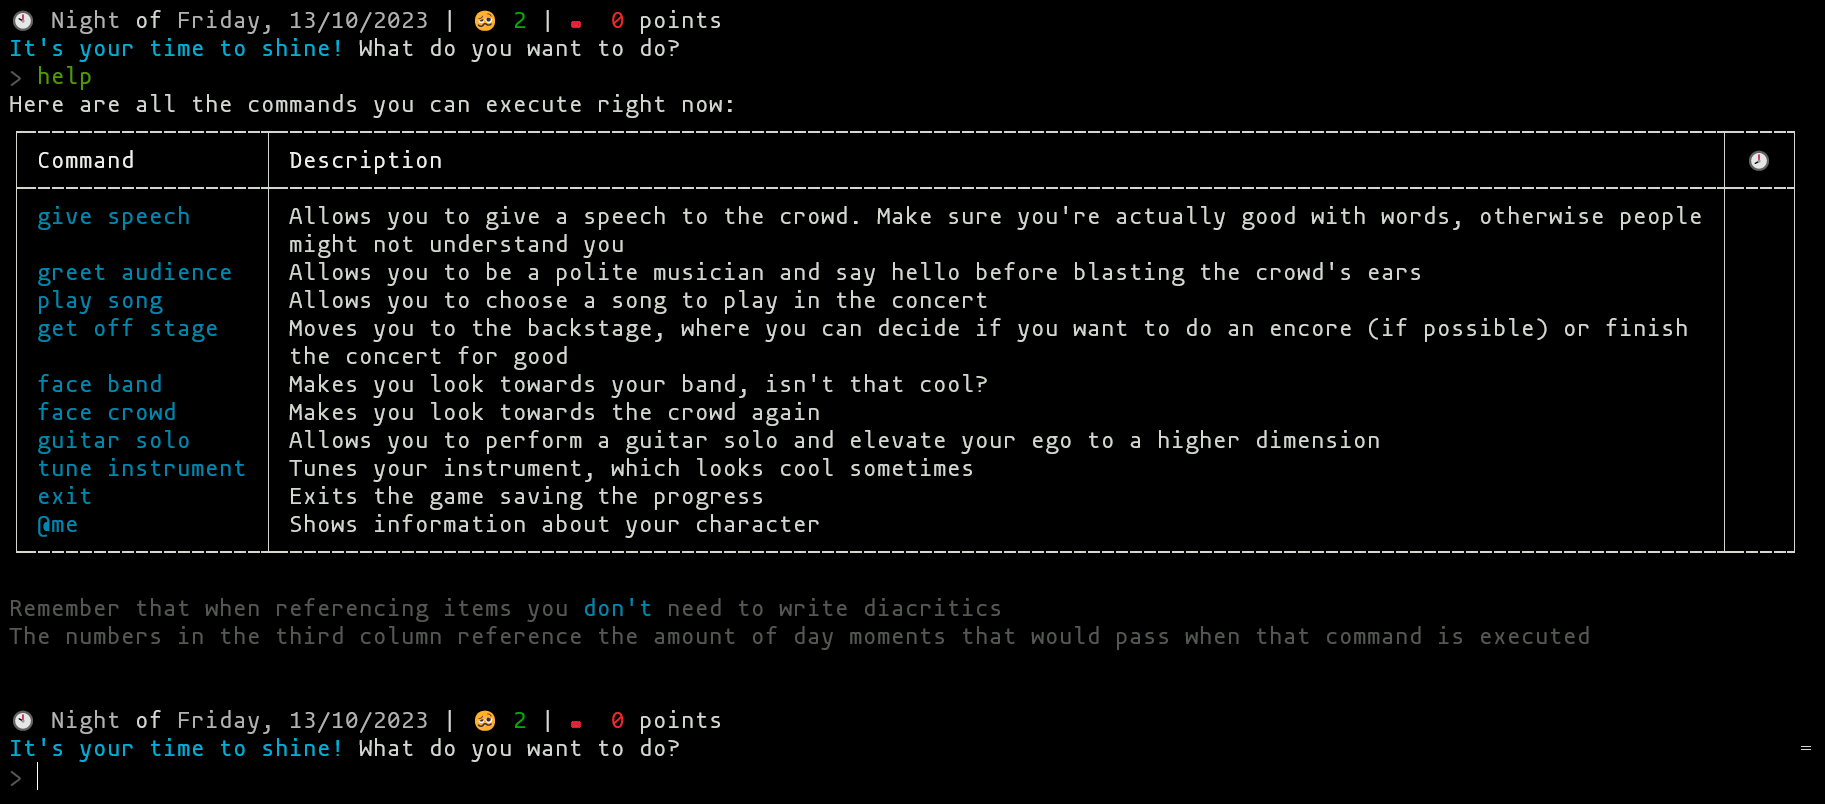 🕙 Night of Friday, 13/10/2023 | 🥺 2 | 0 points
It's your time to shine! What do you want to do?
> help
Here are all the commands you can execute right now:
Command Description 🕗
give speech Allows you to give a speech to the crowd. Make sure you're actually good with words, otherwise people
might not understand you
greet audience Allows you to be a polite musician and say hello before blasting the crowd's ears
play song Allows you to choose a song to play in the concert
get off stage Moves you to the backstage, where you can decide if you want to do an encore (if possible) or finish
the concert for good
face band Makes you look towards your band, isn't that cool?
face crowd Makes you look towards the crowd again
guitar solo Allows you to perform a guitar solo and elevate your ego to a higher dimension
tune instrument Tunes your instrument, which looks cool sometimes
exit Exits the game saving the progress
@me Shows information about your character
Remember that when referencing items you don't need to write diacritics
The numbers in the third column reference the amount of day moments that would pass when that command is executed
🕙 Night of Friday, 13/10/2023 | 🥺 2 | 0 points
It's your time to shine! What do you want to do?
>